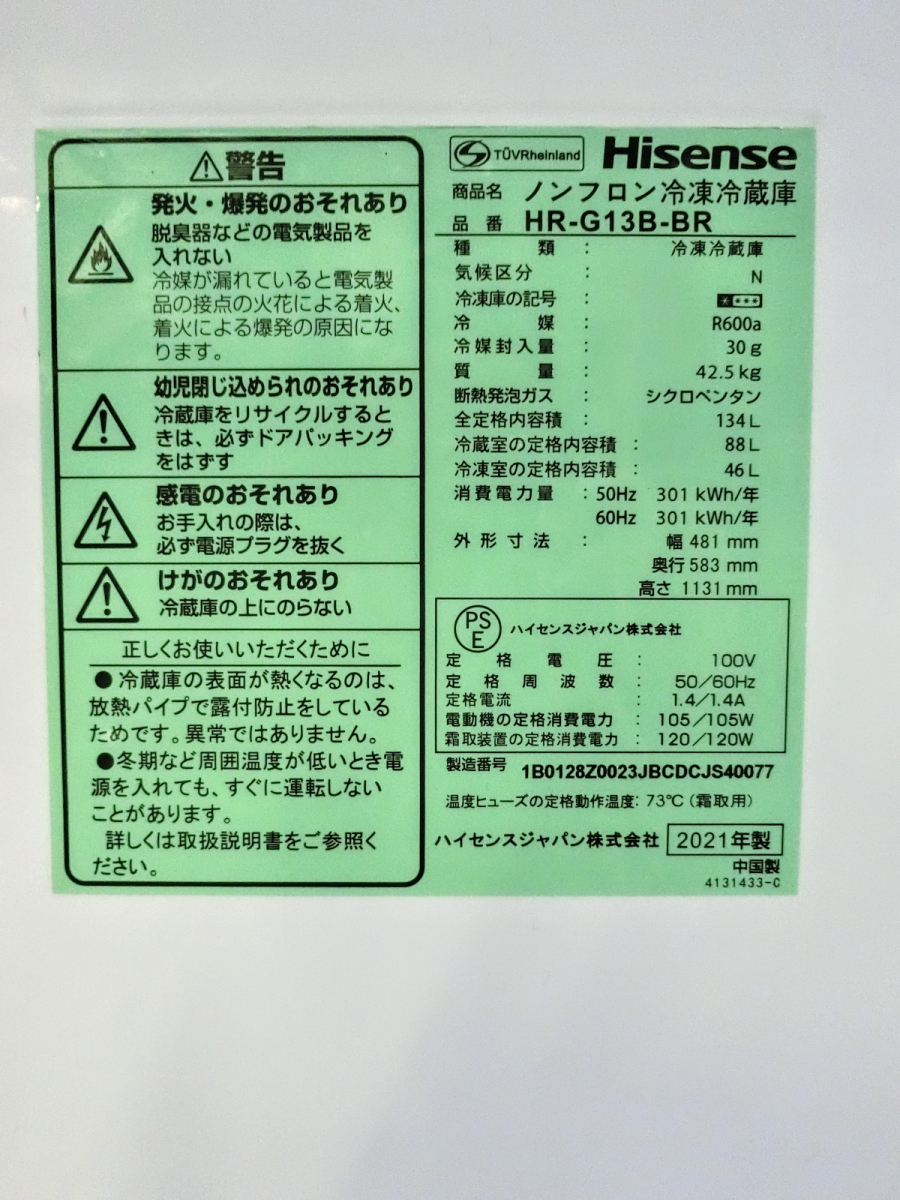 警告
発火・爆発のおそれあり
脱臭器などの電気製品を
入れない
冷媒が漏れていると電気製
品の接点の火花による着火、
着火による爆発の原因にな
ります。
幼児閉じ込められのおそれあり
冷蔵庫をリサイクルすると
きは、必ずドアパッキング
をはずす
感電のおそれあり
お手入れの際は、
必ず電源プラグを抜く
けがのおそれあり
冷蔵庫の上にのらない
正しくお使いいただくために
●冷蔵庫の表面が熱くなるのは、
放熱パイプで露付防止をしている
ためです。異常ではありません。
●冬期など周囲温度が低いとき電
源を入れても、すぐに運転しない
ことがあります。
詳しくは取扱説明書をご参照く
ださい。
TÜVRheinland Hisense
商品名 ノンフロン冷凍冷蔵庫
品番 HR-G13B-BR
種類 : 冷凍冷蔵庫
気候区分 : N
冷凍庫の記号 :
冷媒 : R600a
冷媒封入量 : 30g
質量 : 42.5kg
断熱発泡ガス : シクロペンタン
全定格内容積 : 134L
冷蔵室の定格内容積 : 88L
冷凍室の定格内容積 : 46L
消費電力量 : 50Hz 301 kWh/年
60Hz 301 kWh/年
外形寸法 : 幅 481 mm
奥行 583 mm
高さ 1131mm
PSE ハイセンスジャパン株式会社
定格電圧 : 100V
定格周波数 : 50/60Hz
定格電流 : 1.4/1.4A
電動機の定格消費電力 : 105/105W
霜取装置の定格消費電力 : 120/120W
製造番号 1B0128Z0023JBCDCJS40077
温度ヒューズの定格動作温度: 73℃(霜取用)
ハイセンスジャパン株式会社 2021年製
中国製
4131433-C